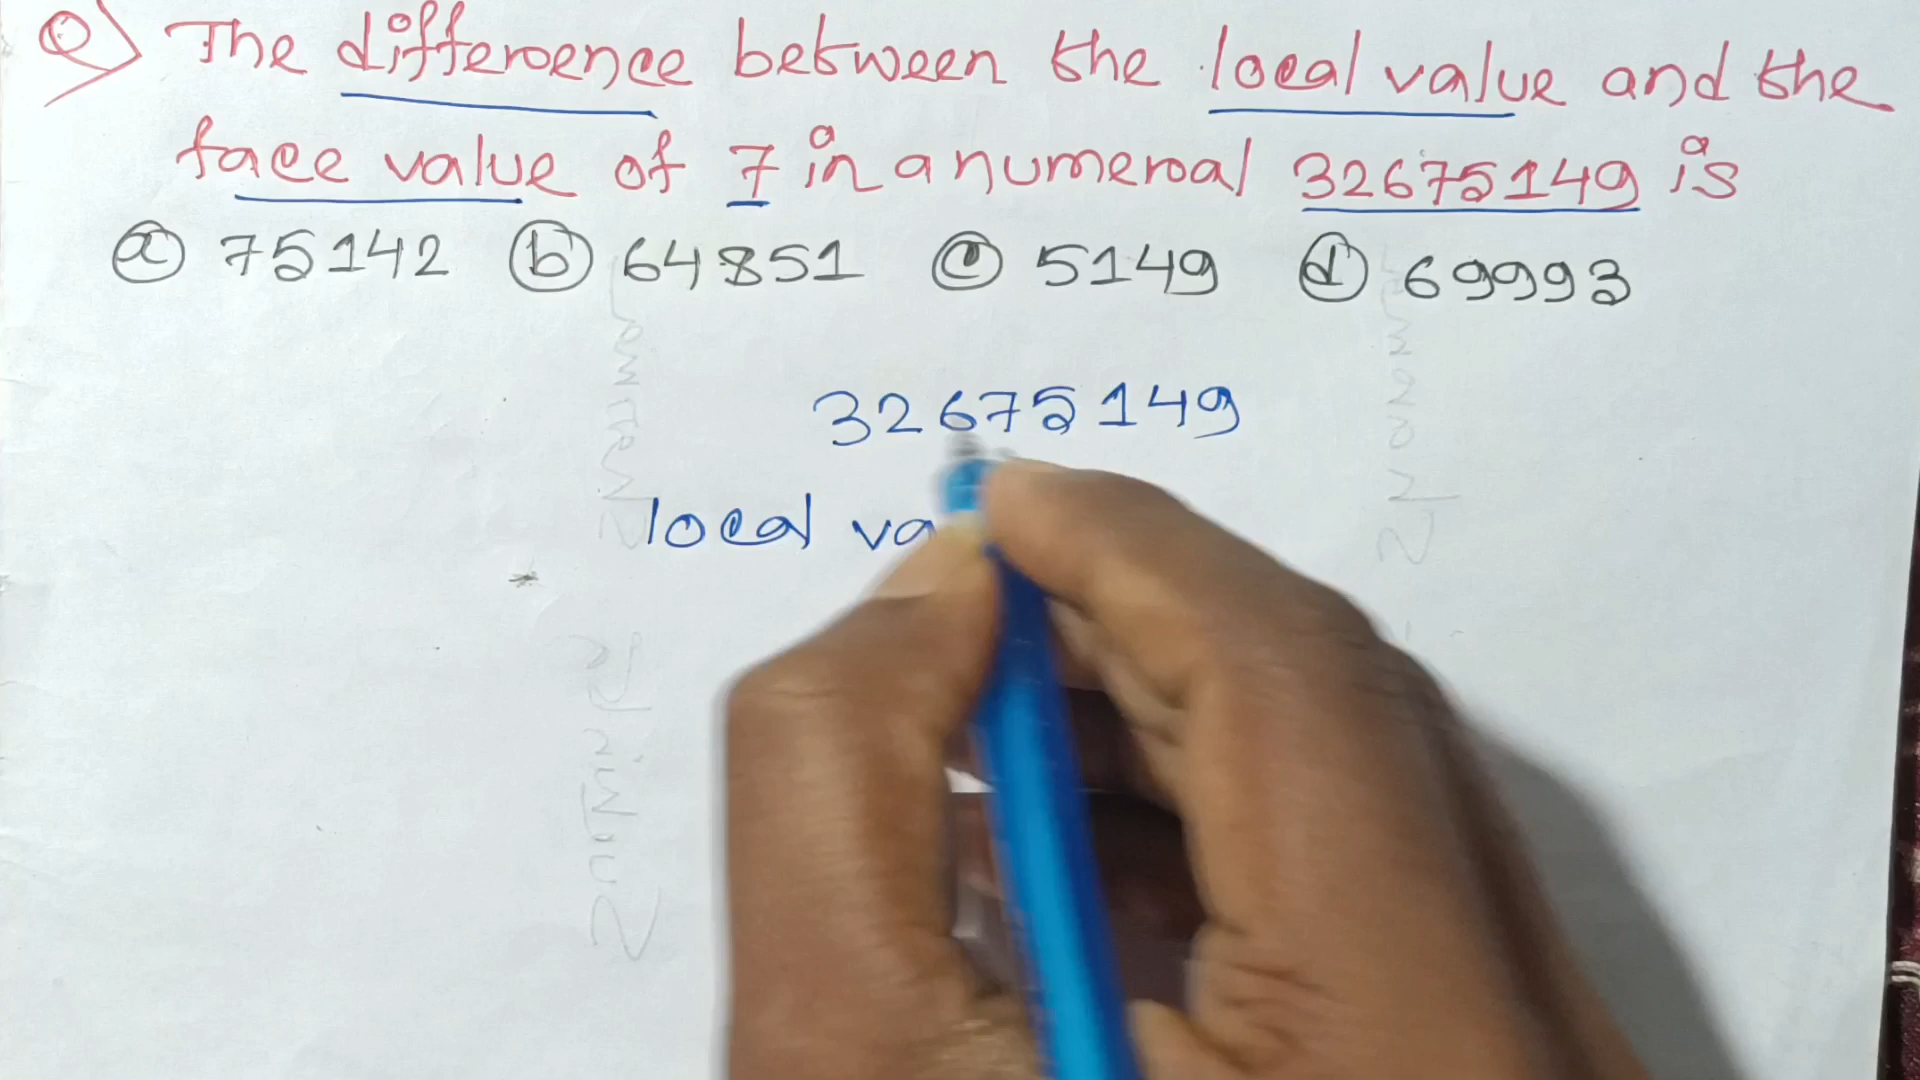 Q) The difference between the local value and the
face value of 7 in a numeral 32675149 is
a 75142 b 64851 c 5149 d 69993
32675149
local va